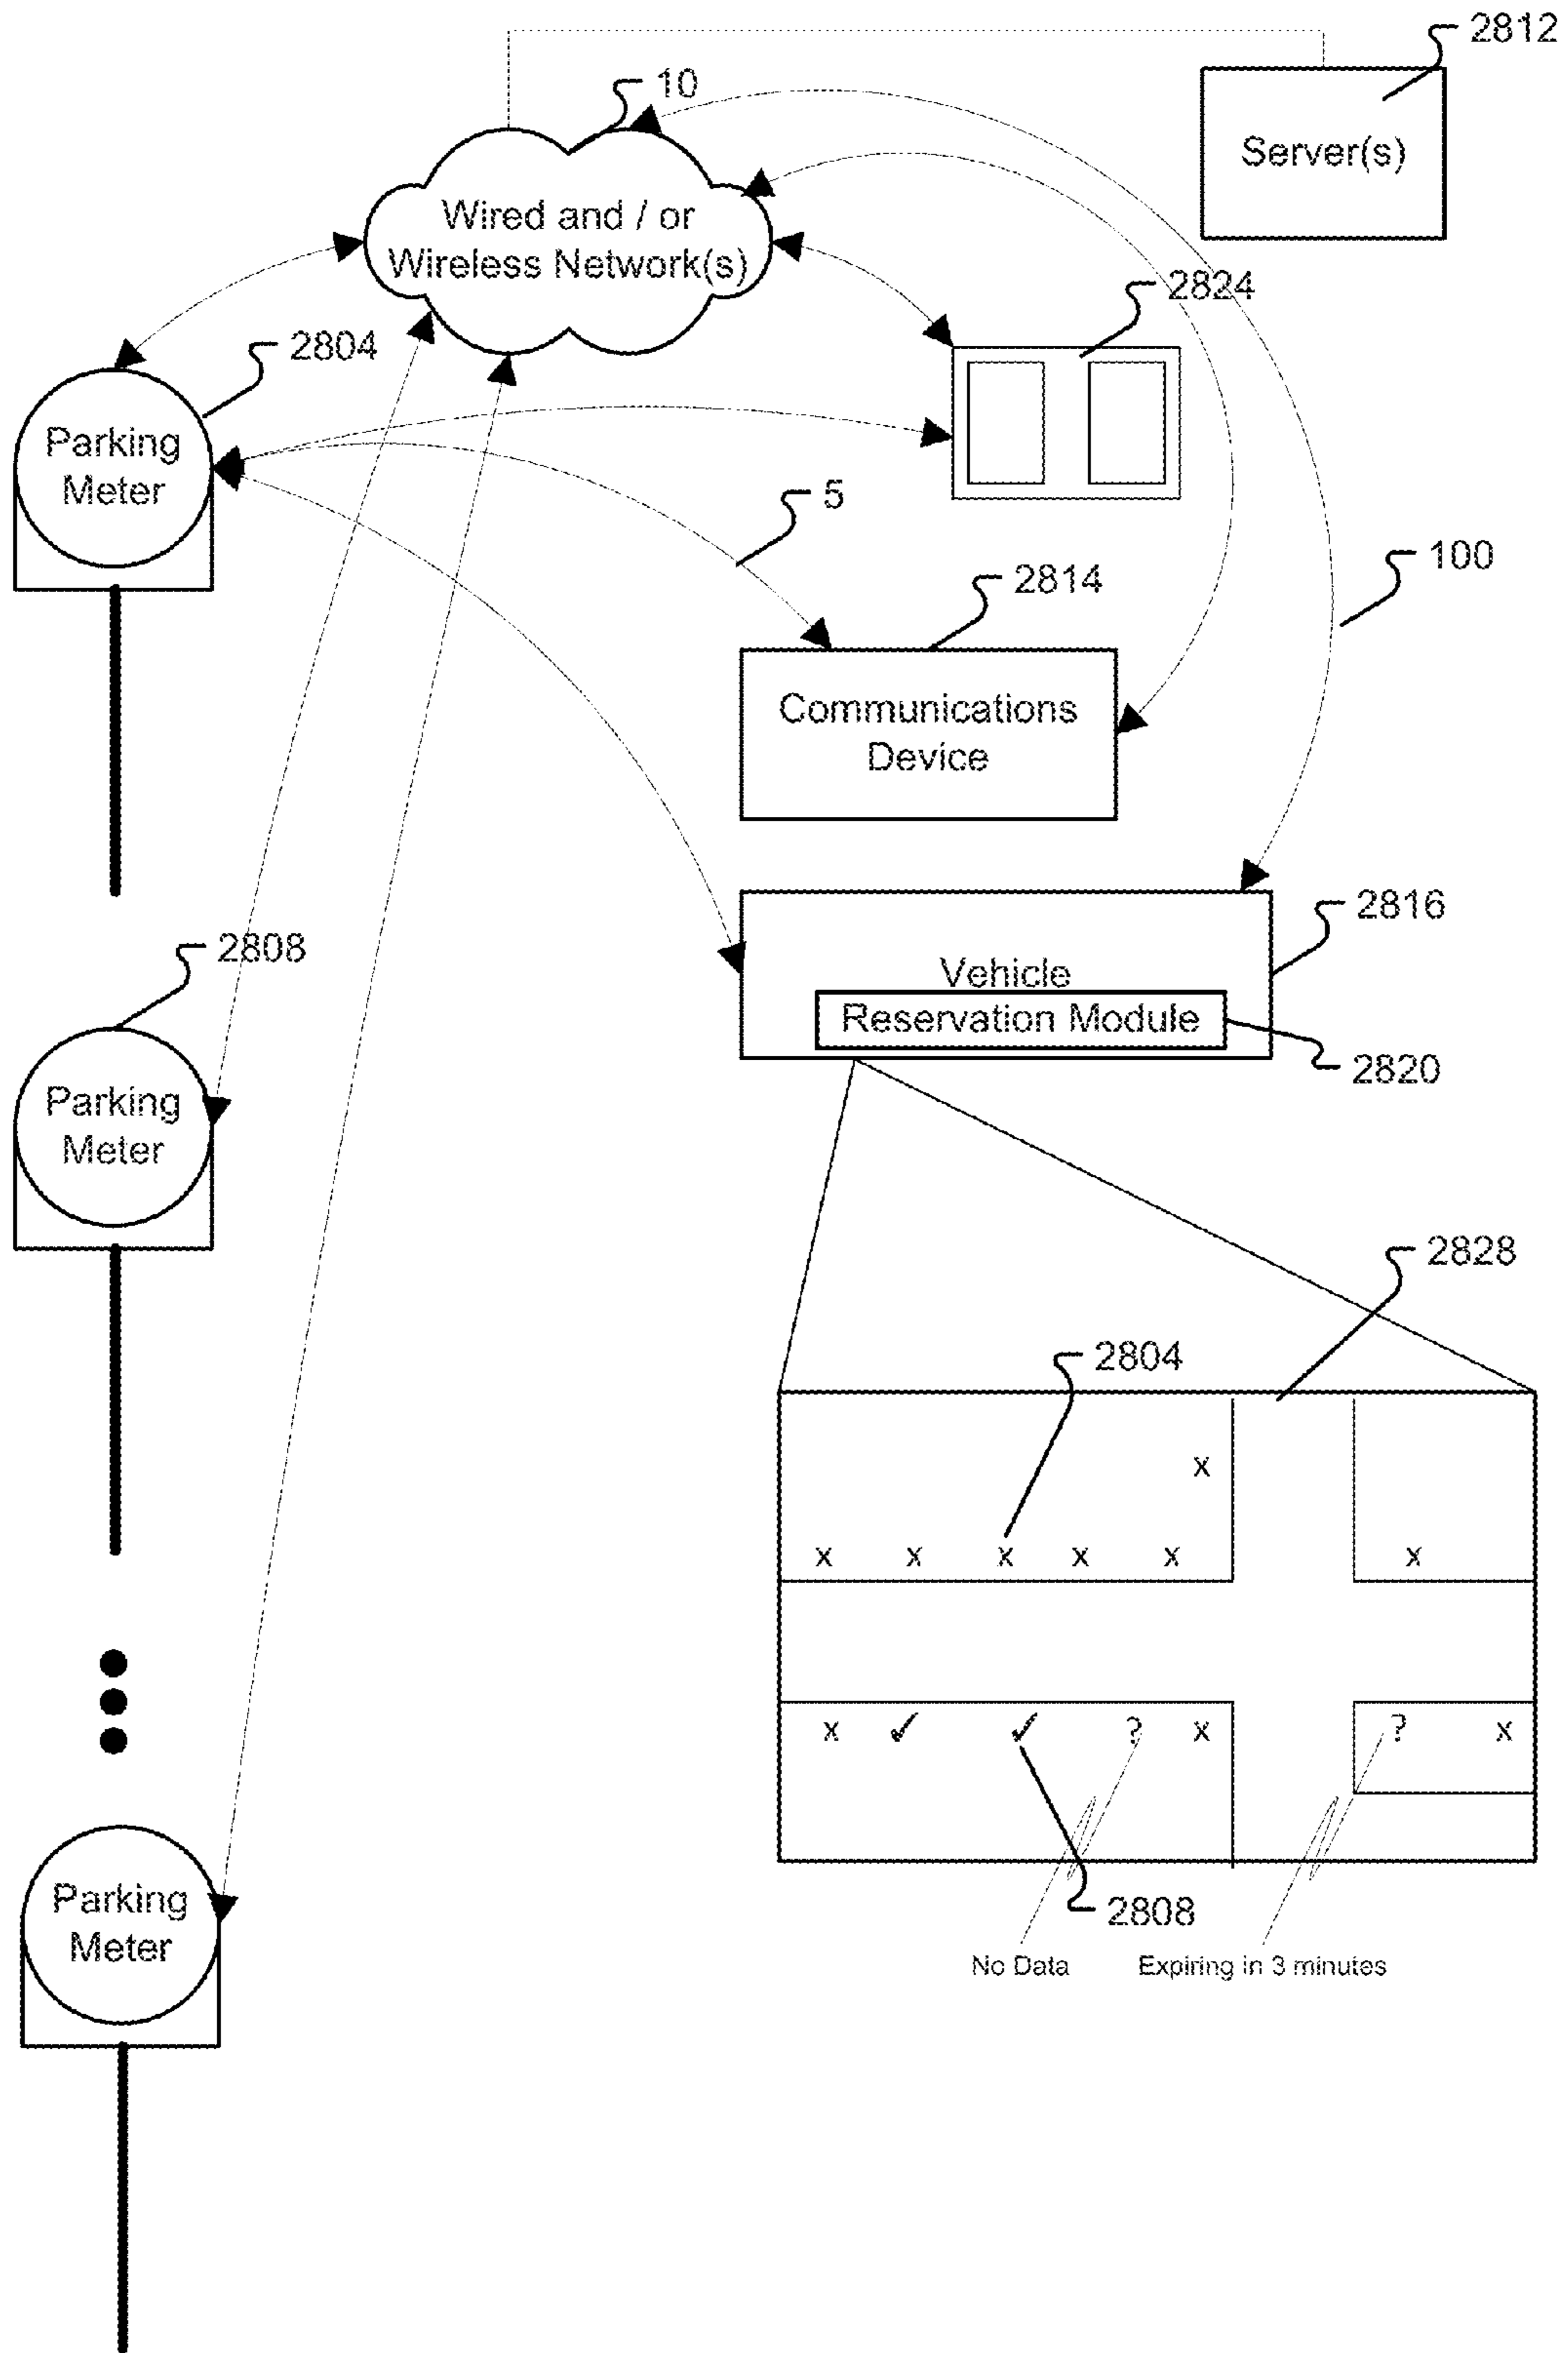 2812
10
Server(s)
Wired and / or
Wireless Network(s)
2824
2804
Parking
Meter
5
100
2814
Communications
Device
2816
2808
Vehicle
Reservation Module
2820
Parking
Meter
2828
2804
x
x x x x x x
x ✓ ✓ ? x ? x
Parking
Meter
2808
No Data Expiring in 3 minutes